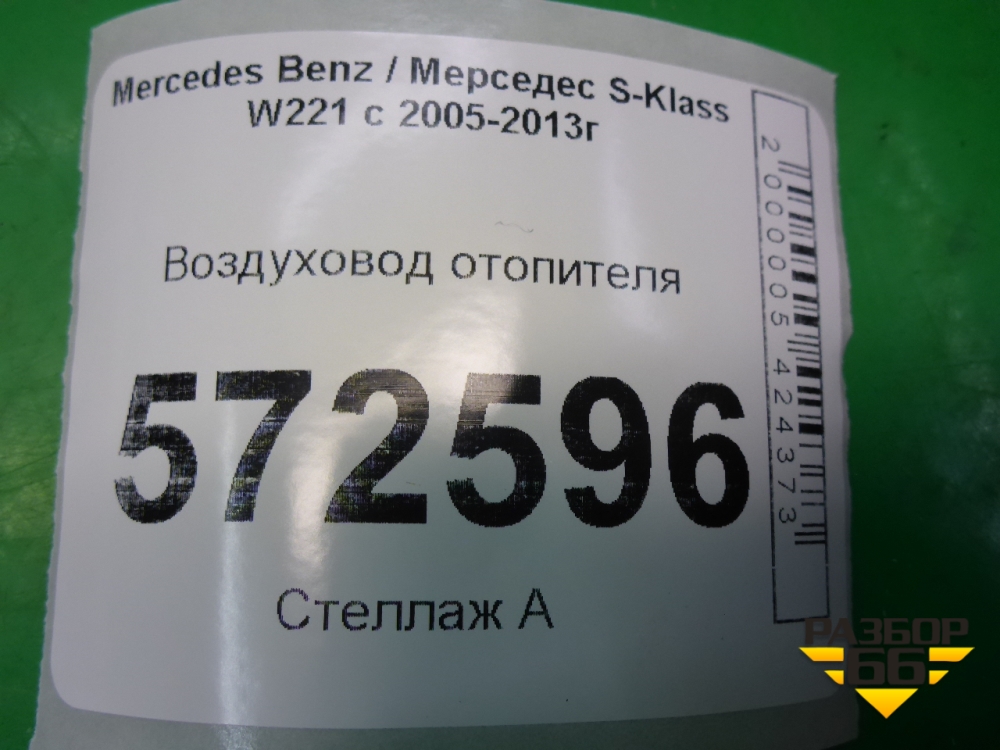 Mercedes Benz / Мерседес S-Klass
W221 с 2005-2013г
Воздуховод отопителя
572596
Стеллаж А
2000005424373
РАЗБОР
66